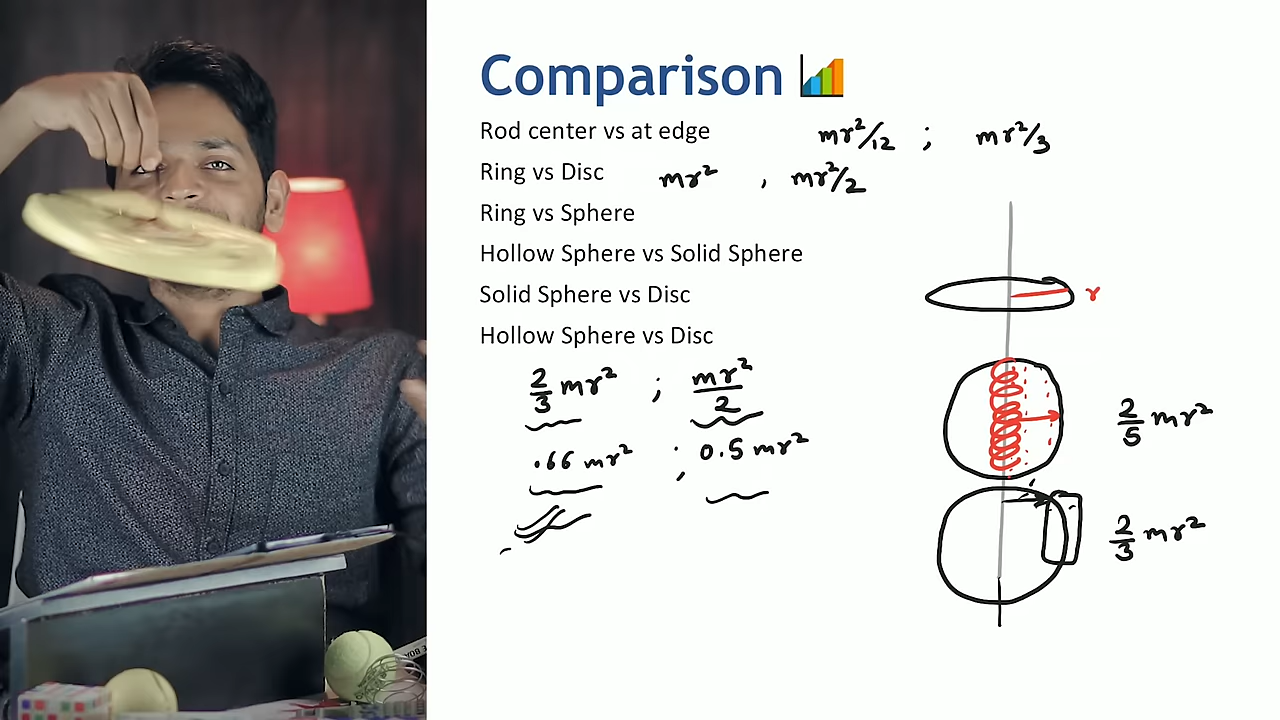 Comparison
Rod center vs at edge mr²/12 ; mr²/3
Ring vs Disc mr² , mr²/2
Ring vs Sphere
Hollow Sphere vs Solid Sphere
Solid Sphere vs Disc
r
Hollow Sphere vs Disc
2/3 mr² ; mr²/2
2/5 mr²
.66 mr² ; 0.5 mr²
2/3 mr²